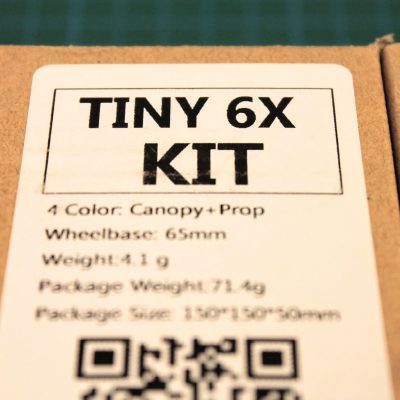 TINY 6X
KIT
4 Color: Canopy+Prop
Wheelbase: 65mm
Weight:4.1 g
Package Weight:71.4g
Package Size: 150*150*50mm